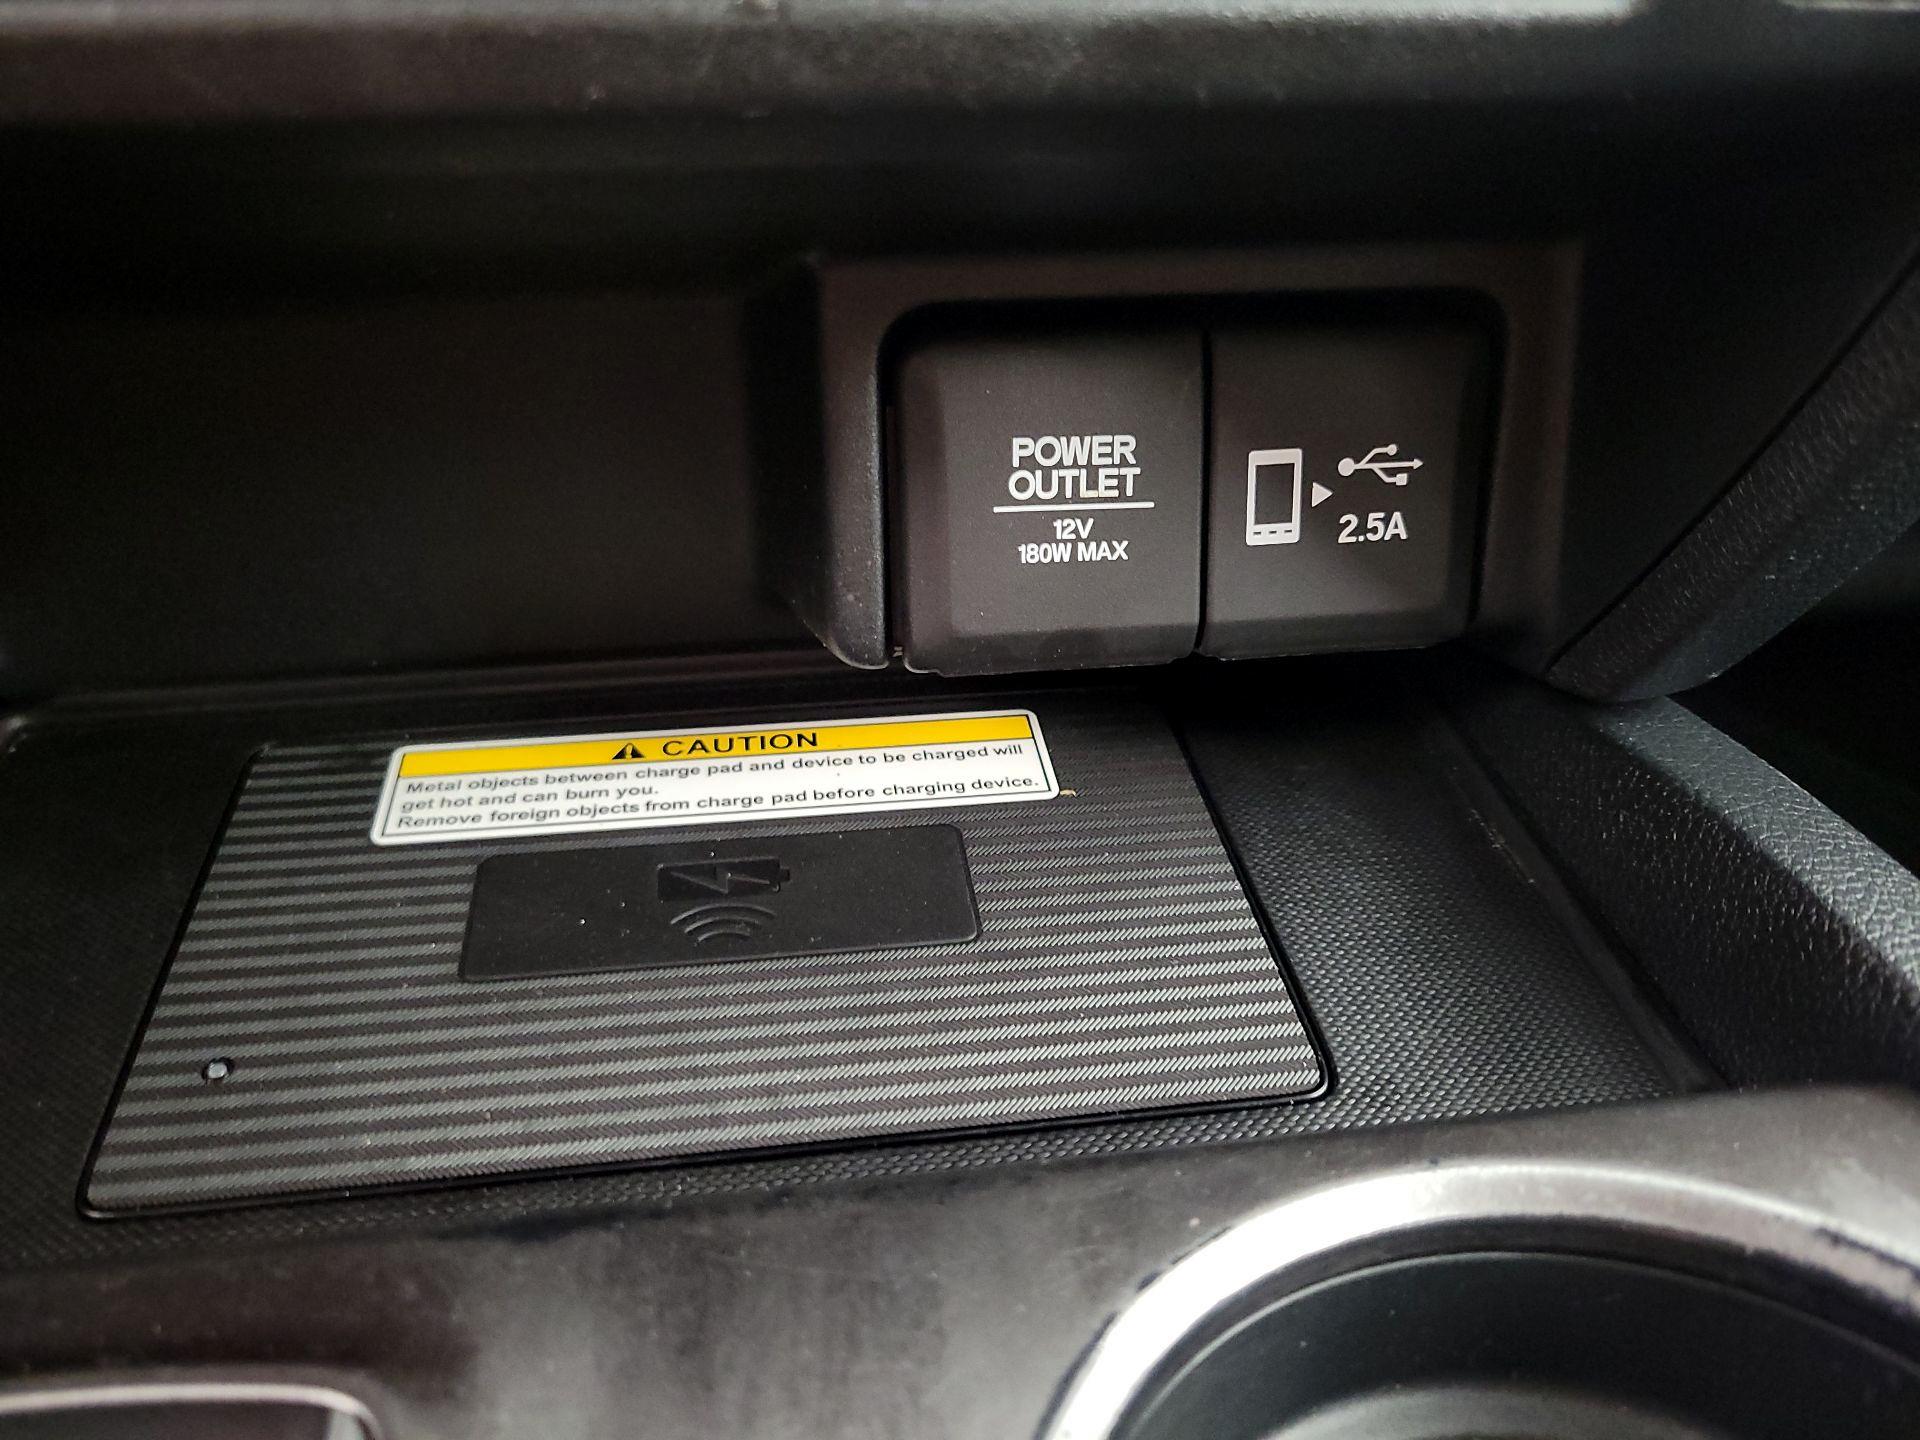 POWER
OUTLET
12V
180W MAX
2.5A
CAUTION
Metal objects between charge pad and device to be charged will
get hot and can burn you.
Remove foreign objects from charge pad before charging device.